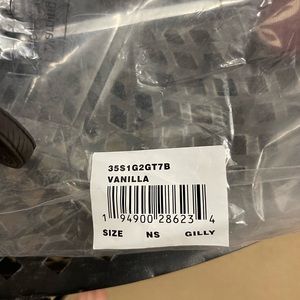 35S1G2GT7B
VANILLA
1 94900 28623 4
SIZE NS GILLY